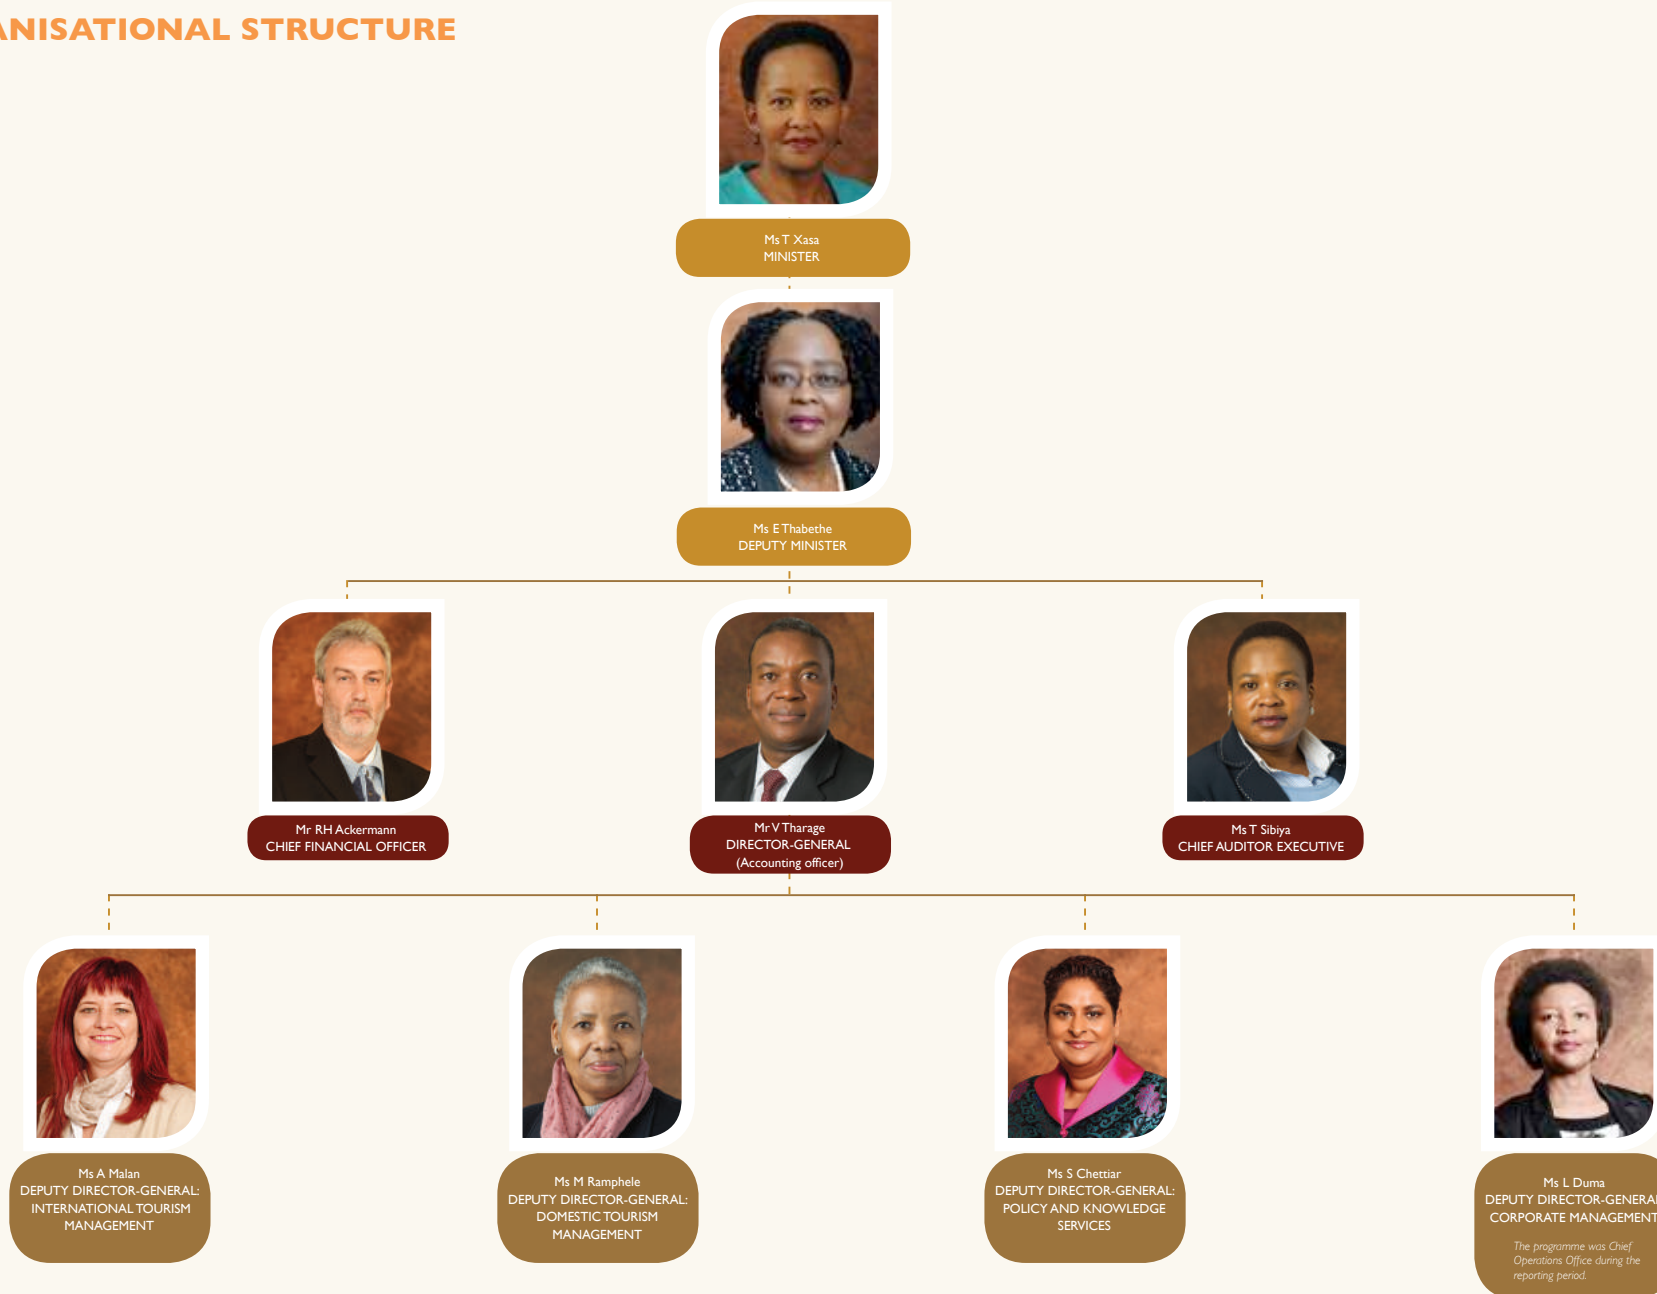 ANISATIONAL STRUCTURE
Ms T Xasa
MINISTER
Ms E Thabethe
DEPUTY MINISTER
Mr RH Ackermann
CHIEF FINANCIAL OFFICER
Mr V Tharage
DIRECTOR-GENERAL
(Accounting officer)
Ms T Sibiya
CHIEF AUDITOR EXECUTIVE
Ms A Malan
DEPUTY DIRECTOR-GENERAL:
INTERNATIONAL TOURISM
MANAGEMENT
Ms M Ramphele
DEPUTY DIRECTOR-GENERAL:
DOMESTIC TOURISM
MANAGEMENT
Ms S Chettiar
DEPUTY DIRECTOR-GENERAL:
POLICY AND KNOWLEDGE
SERVICES
Ms L Duma
DEPUTY DIRECTOR-GENERAL
CORPORATE MANAGEMENT
The programme was Chief
Operations Office during the
reporting period.